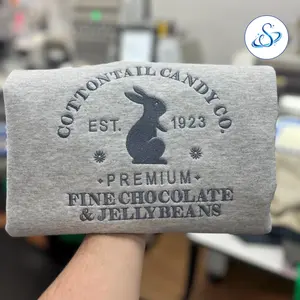 COTTONTAIL CANDY CO.
EST. 1923
PREMIUM
FINE CHOCOLATE
& JELLYBEANS